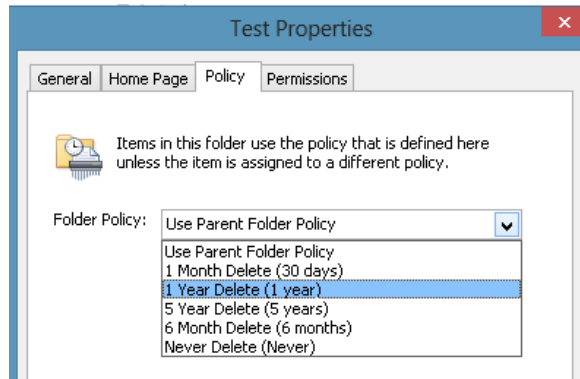 Test Properties
General Home Page Policy Permissions
Items in this folder use the policy that is defined here
unless the item is assigned to a different policy.
Folder Policy: Use Parent Folder Policy
Use Parent Folder Policy
1 Month Delete (30 days)
1 Year Delete (1 year)
5 Year Delete (5 years)
6 Month Delete (6 months)
Never Delete (Never)